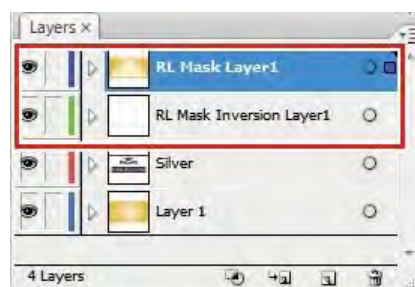 Layers ×
RL Mask Layer1
RL Mask Inversion Layer1
Silver
Layer 1
4 Layers